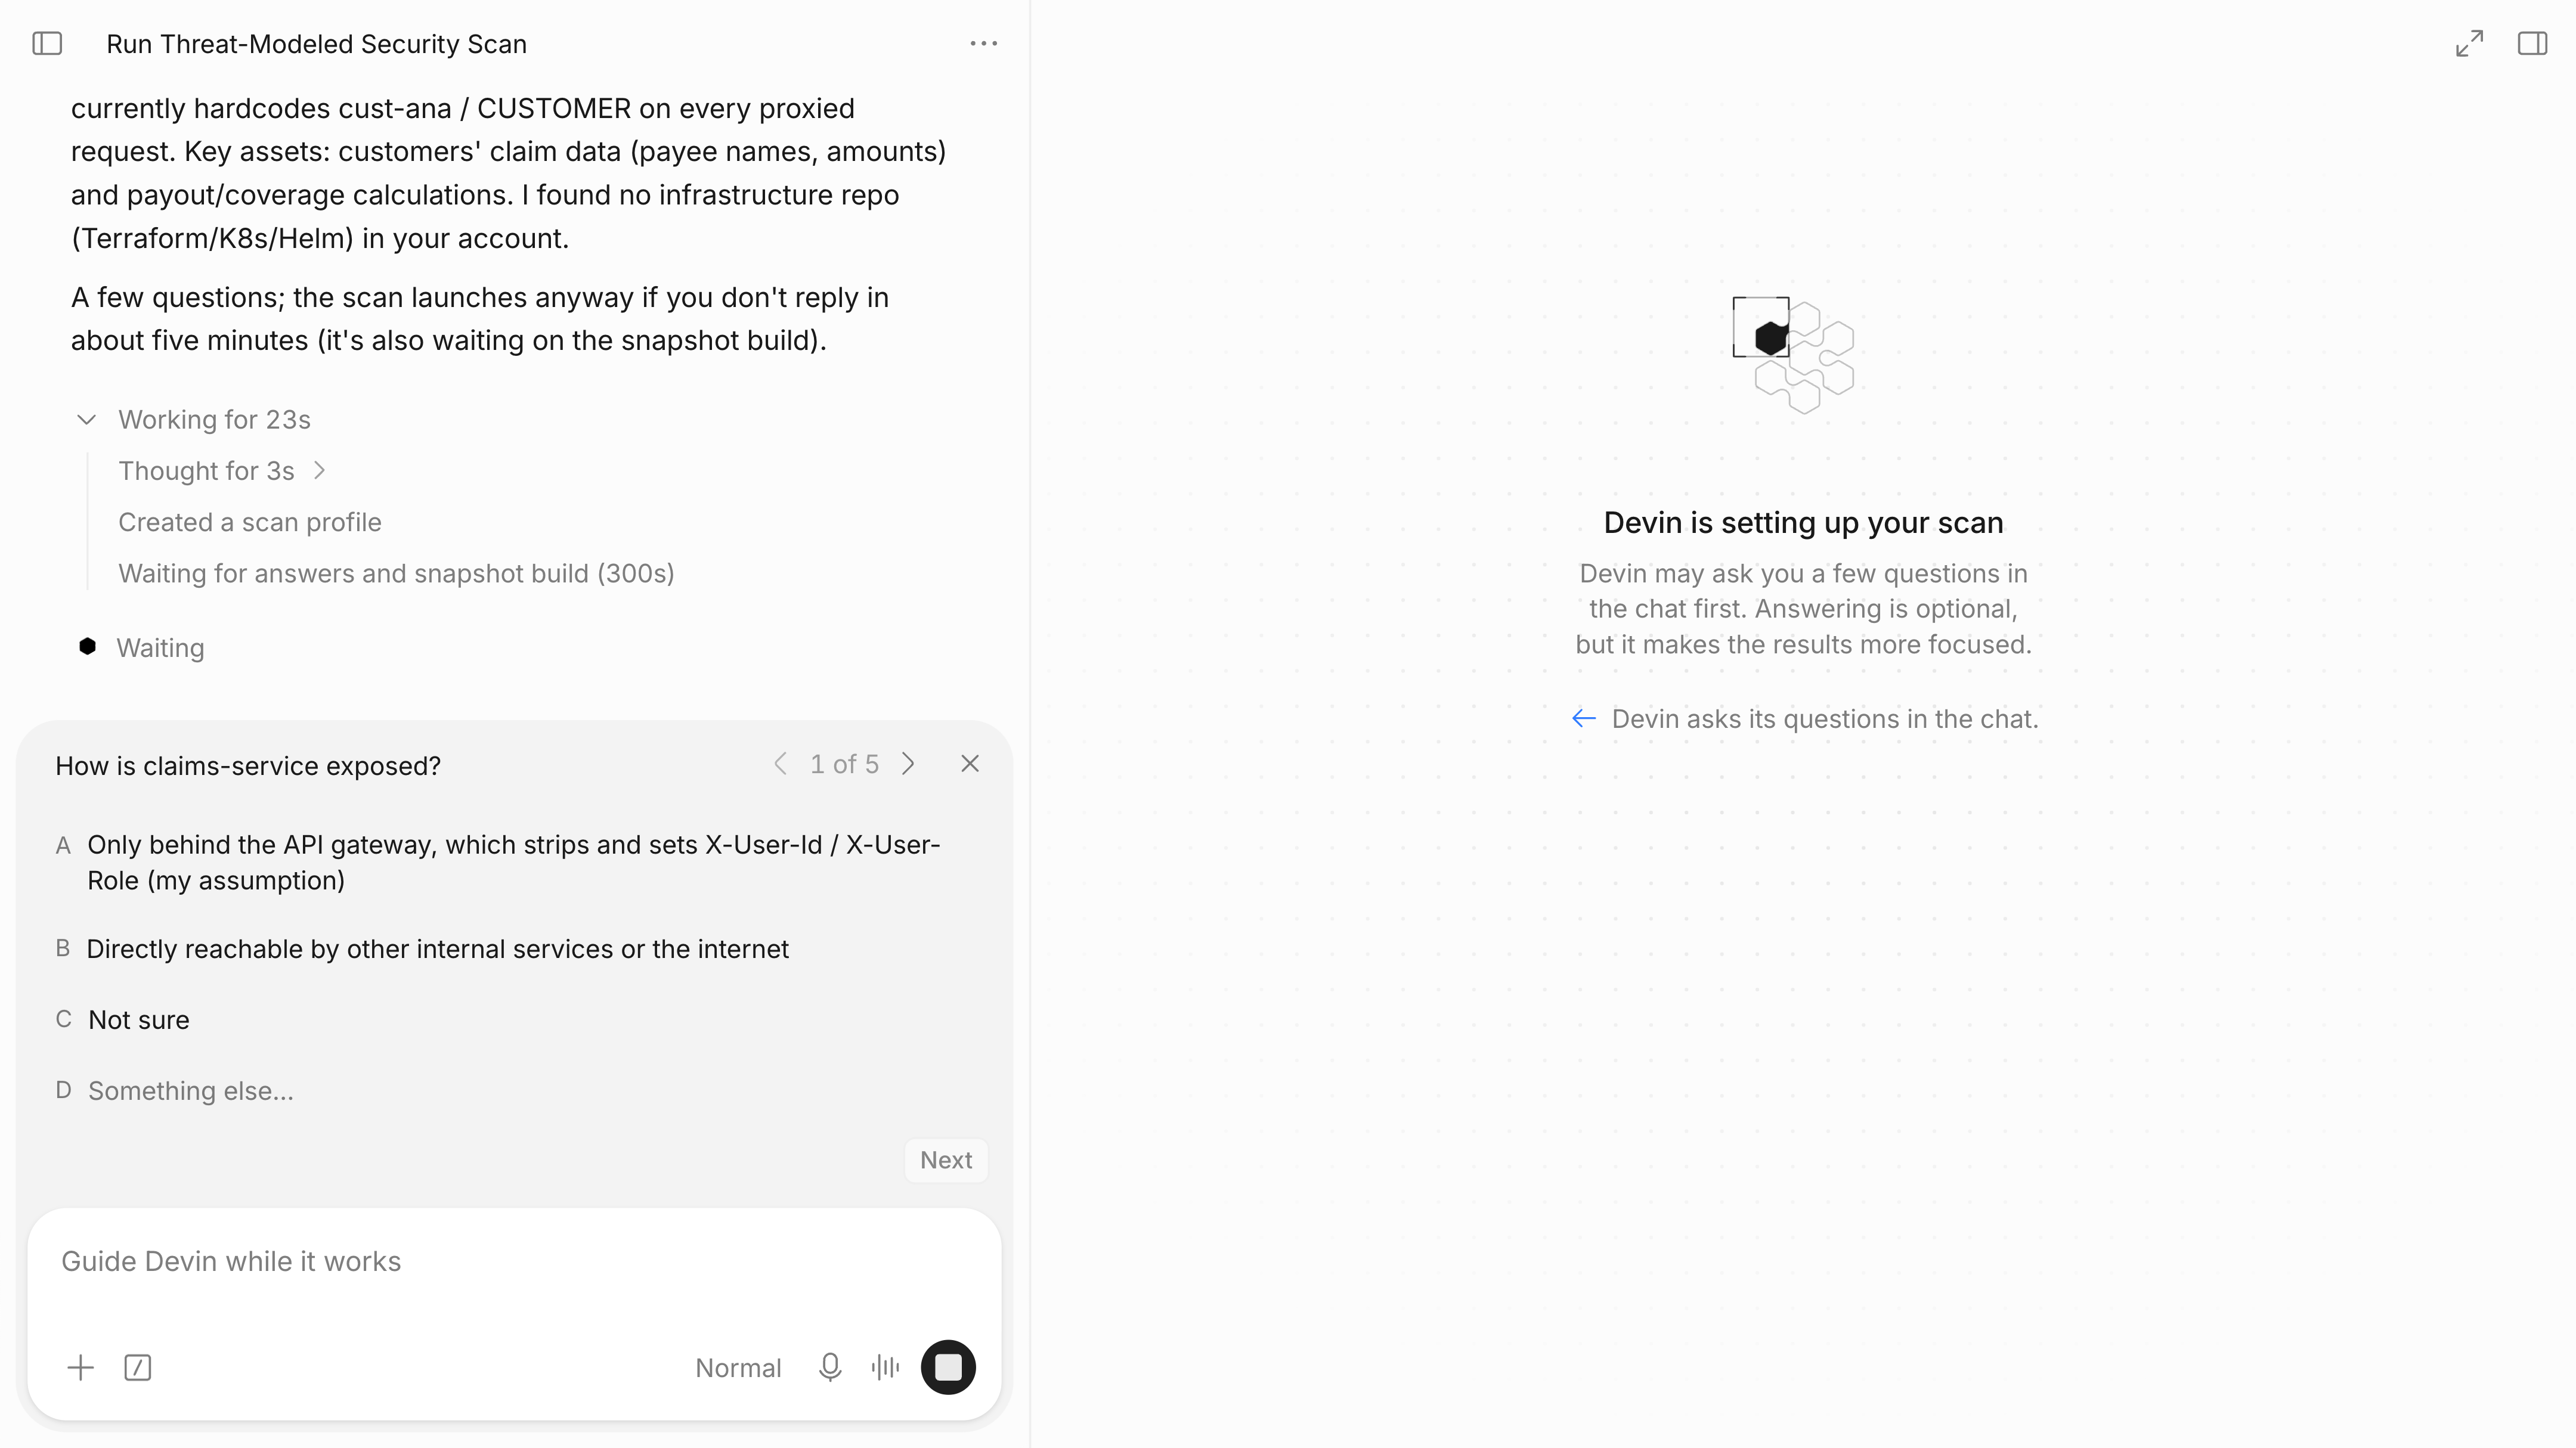 Run Threat-Modeled Security Scan
currently hardcodes cust-ana / CUSTOMER on every proxied
request. Key assets: customers' claim data (payee names, amounts)
and payout/coverage calculations. I found no infrastructure repo
(Terraform/K8s/Helm) in your account.
A few questions; the scan launches anyway if you don't reply in
about five minutes (it's also waiting on the snapshot build).
Working for 23s
Thought for 3s
Created a scan profile
Waiting for answers and snapshot build (300s)
Waiting
How is claims-service exposed?
1 of 5
A Only behind the API gateway, which strips and sets X-User-Id / X-User-
Role (my assumption)
B Directly reachable by other internal services or the internet
C Not sure
D Something else...
Next
Guide Devin while it works
Normal
Devin is setting up your scan
Devin may ask you a few questions in
the chat first. Answering is optional,
but it makes the results more focused.
Devin asks its questions in the chat.